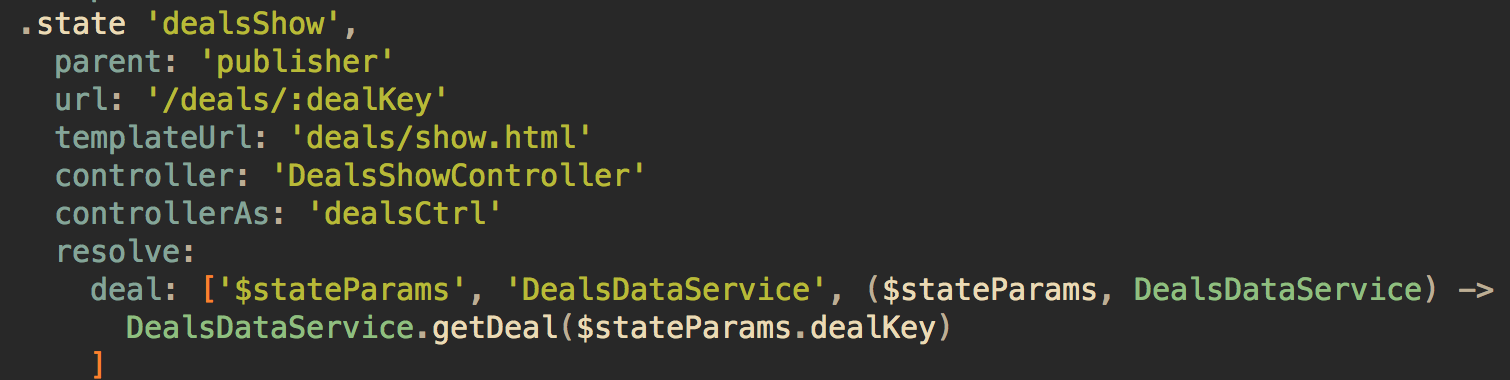 .state 'dealsShow',
  parent: 'publisher'
  url: '/deals/:dealKey'
  templateUrl: 'deals/show.html'
  controller: 'DealsShowController'
  controllerAs: 'dealsCtrl'
  resolve:
    deal: ['$stateParams', 'DealsDataService', ($stateParams, DealsDataService) ->
      DealsDataService.getDeal($stateParams.dealKey)
    ]